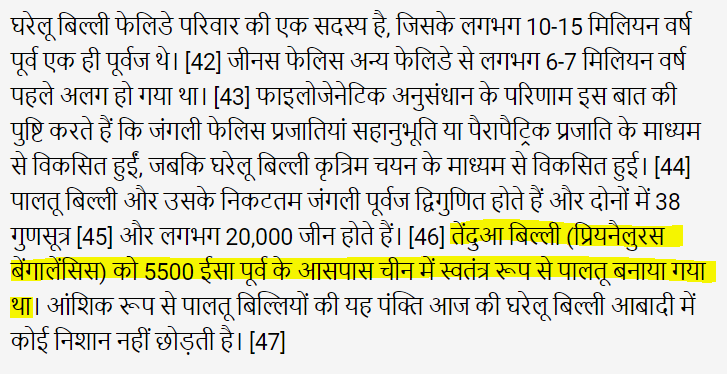 घरेलू बिल्ली फेलिडे परिवार की एक सदस्य है, जिसके लगभग 10-15 मिलियन वर्ष
पूर्व एक ही पूर्वज थे। [42] जीनस फेलिस अन्य फेलिडे से लगभग 6-7 मिलियन वर्ष
पहले अलग हो गया था। [43] फाइलोजेनेटिक अनुसंधान के परिणाम इस बात की
पुष्टि करते हैं कि जंगली फेलिस प्रजातियां सहानुभूति या पैरापैट्रिक प्रजाति के माध्यम
से विकसित हुईं, जबकि घरेलू बिल्ली कृत्रिम चयन के माध्यम से विकसित हुई। [44]
पालतू बिल्ली और उसके निकटतम जंगली पूर्वज द्विगुणित होते हैं और दोनों में 38
गुणसूत्र [45] और लगभग 20,000 जीन होते हैं। [46] तेंदुआ बिल्ली (प्रियनैलुरस
बेंगालेंसिस) को 5500 ईसा पूर्व के आसपास चीन में स्वतंत्र रूप से पालतू बनाया गया
था। आंशिक रूप से पालतू बिल्लियों की यह पंक्ति आज की घरेलू बिल्ली आबादी में
कोई निशान नहीं छोड़ती है। [47]